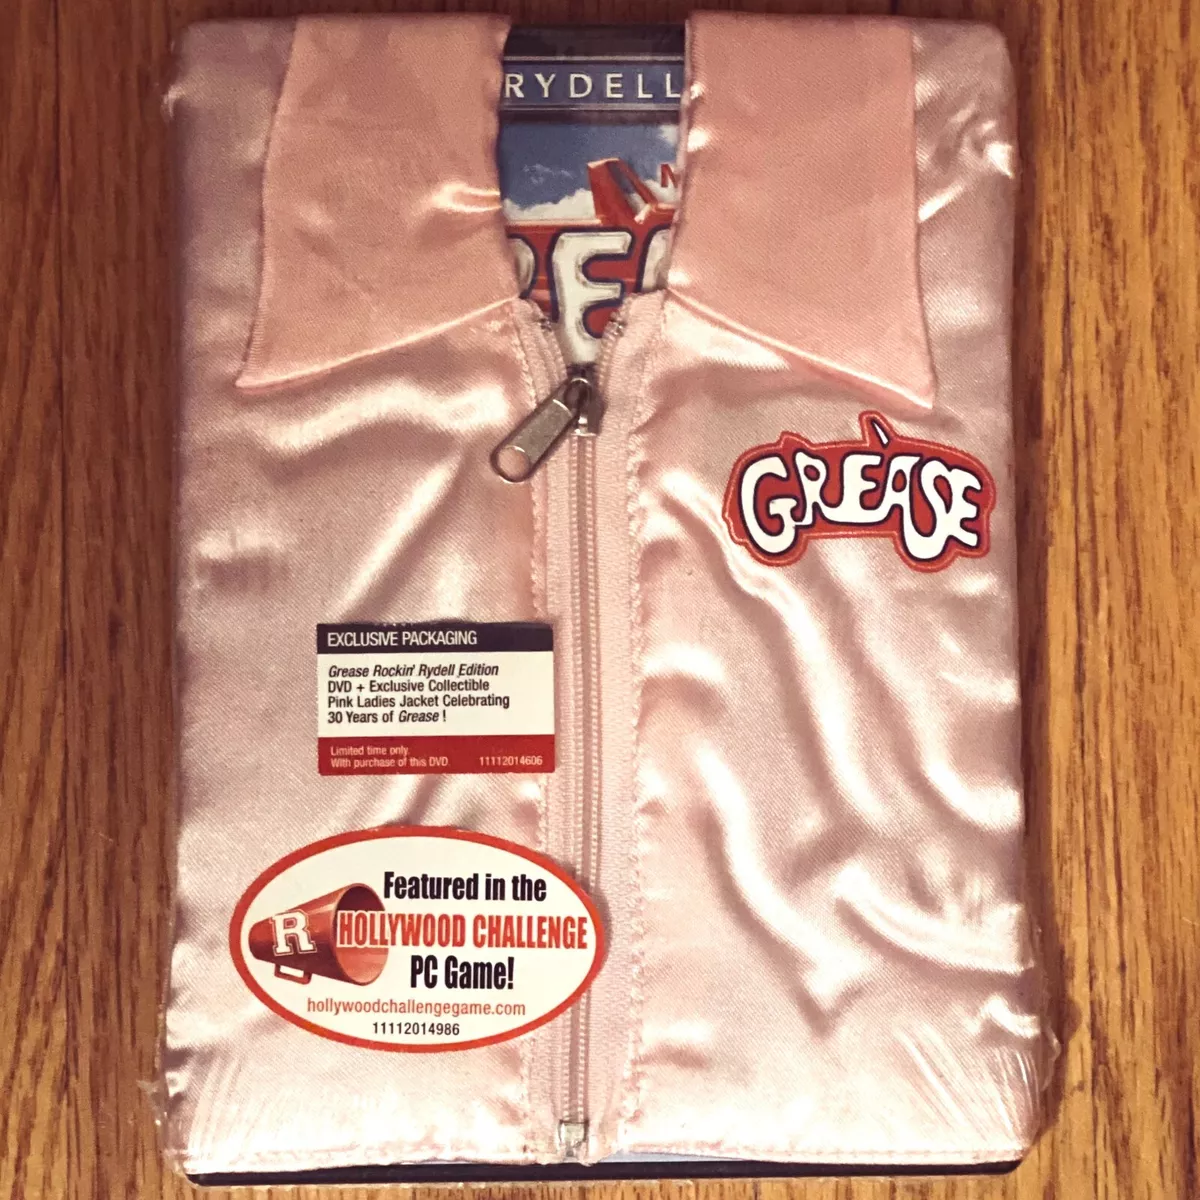 RYDELL
GREASE
EXCLUSIVE PACKAGING
Grease Rockin' Rydell Edition
DVD + Exclusive Collectible
Pink Ladies Jacket Celebrating
30 Years of Grease !
Limited time only.
With purchase of this DVD. 11112014606
Featured in the
R HOLLYWOOD CHALLENGE
PC Game!
hollywoodchallengegame.com
11112014986